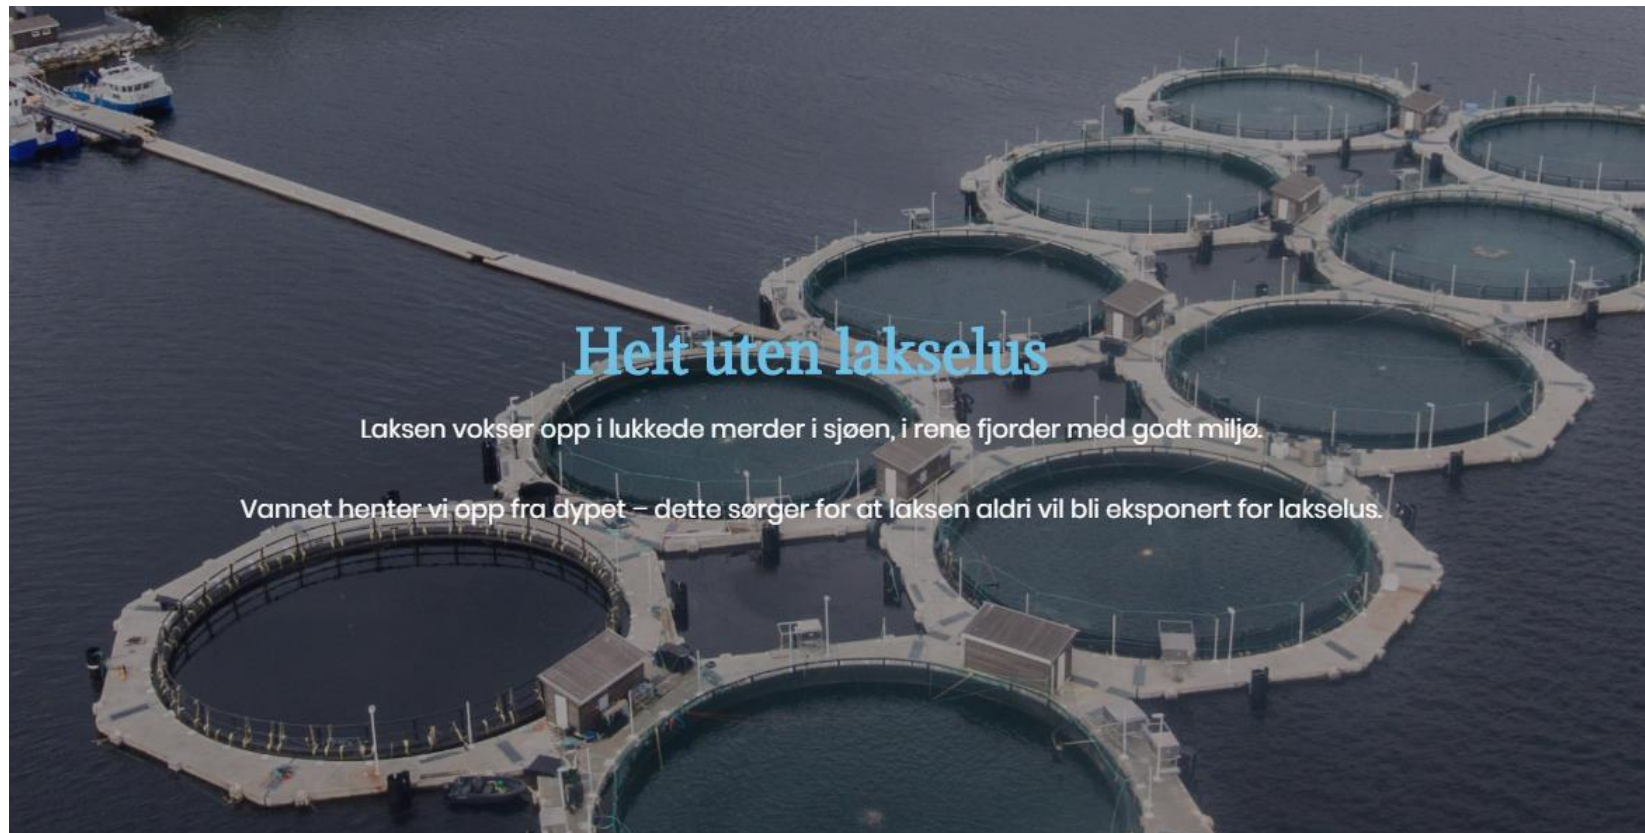 Helt uten lakselus
Laksen vokser opp i lukkede merder i sjøen, i rene fjorder med godt miljø.
Vannet henter vi opp fra dypet – dette sørger for at laksen aldri vil bli eksponert for lakselus.